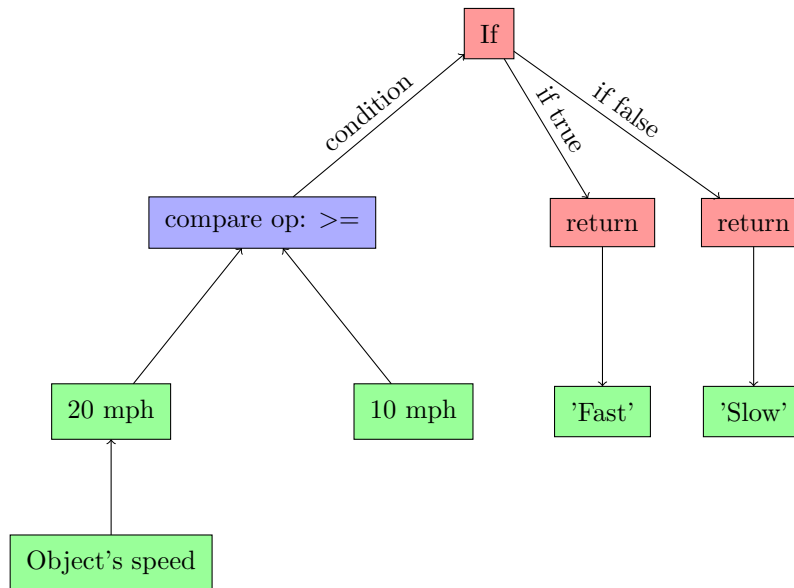 If
condition
if true
if false
compare op: >=
return
return
20 mph
10 mph
'Fast'
'Slow'
Object's speed